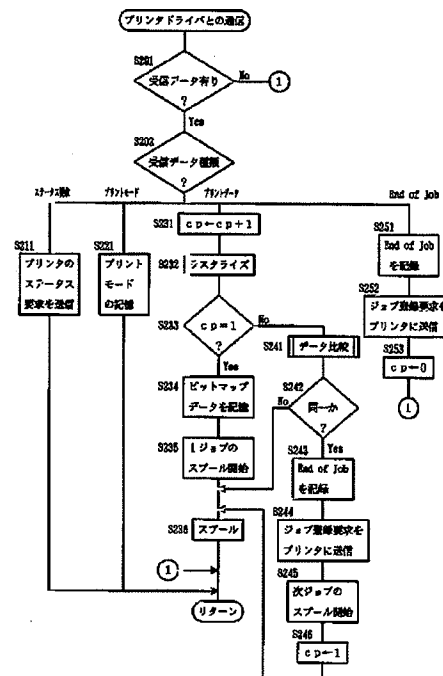 プリンタドライバとの通信
S201
受信データ有り
?
No
1
Yes
S202
受信データ種類
?
ステータス要求
プリントモード
プリントデータ
End of Job
S211
プリンタの
ステータス
要求を送信
S221
プリント
モード
の記憶
S231
cp←cp+1
S232
ラスタライズ
S233
cp=1
?
No
Yes
S234
ビットマップ
データを記憶
S235
1ジョブの
スプール開始
S236
スプール
1
リターン
S241
データ比較
S242
同一か
?
No
Yes
S243
End of Job
を記録
S244
ジョブ登録要求を
プリンタに送信
S245
次ジョブの
スプール開始
S246
cp←1
S251
End of Job
を記録
S252
ジョブ登録要求を
プリンタに送信
S253
cp←0
1